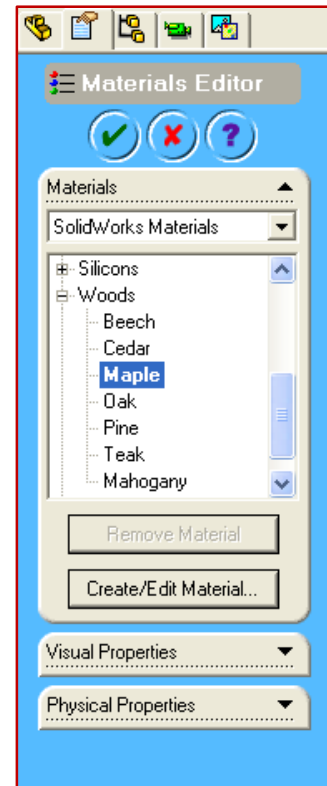 Materials Editor
?
Materials
SolidWorks Materials
Silicons
Woods
Beech
Cedar
Maple
Oak
Pine
Teak
Mahogany
Remove Material
Create/Edit Material...
Visual Properties
Physical Properties